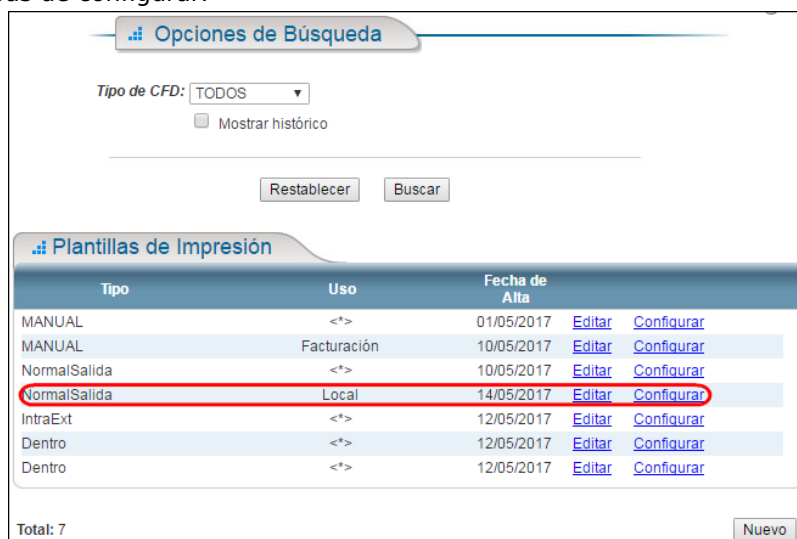 de configurar.
Opciones de Búsqueda
Tipo de CFD: TODOS
Mostrar histórico
Restablecer Buscar
Plantillas de Impresión
Tipo Uso Fecha de Alta
MANUAL <*> 01/05/2017 Editar Configurar
MANUAL Facturación 10/05/2017 Editar Configurar
NormalSalida <*> 10/05/2017 Editar Configurar
NormalSalida Local 14/05/2017 Editar Configurar
IntraExt <*> 12/05/2017 Editar Configurar
Dentro <*> 12/05/2017 Editar Configurar
Dentro <*> 12/05/2017 Editar Configurar
Total: 7 Nuevo